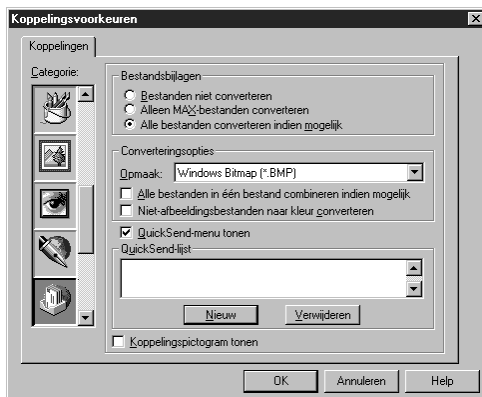 Koppelingsvoorkeuren
Koppelingen
Categorie:
Bestandsbijlagen
Bestanden niet converteren
Alleen MAX-bestanden converteren
Alle bestanden converteren indien mogelijk
Converteringsopties
Opmaak: Windows Bitmap (*.BMP)
Alle bestanden in één bestand combineren indien mogelijk
Niet-afbeeldingsbestanden naar kleur converteren
QuickSend-menu tonen
QuickSend-lijst
Nieuw Verwijderen
Koppelingspictogram tonen
OK Annuleren Help